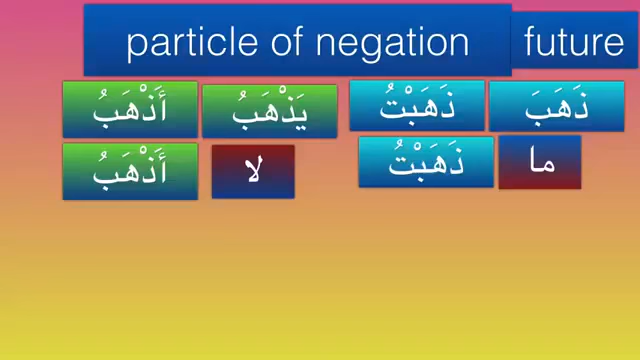 particle of negation future
ذَهَبَ ذَهَبْتُ يَذْهَبُ أَذْهَبُ
ما ذَهَبْتُ لا أَذْهَبُ